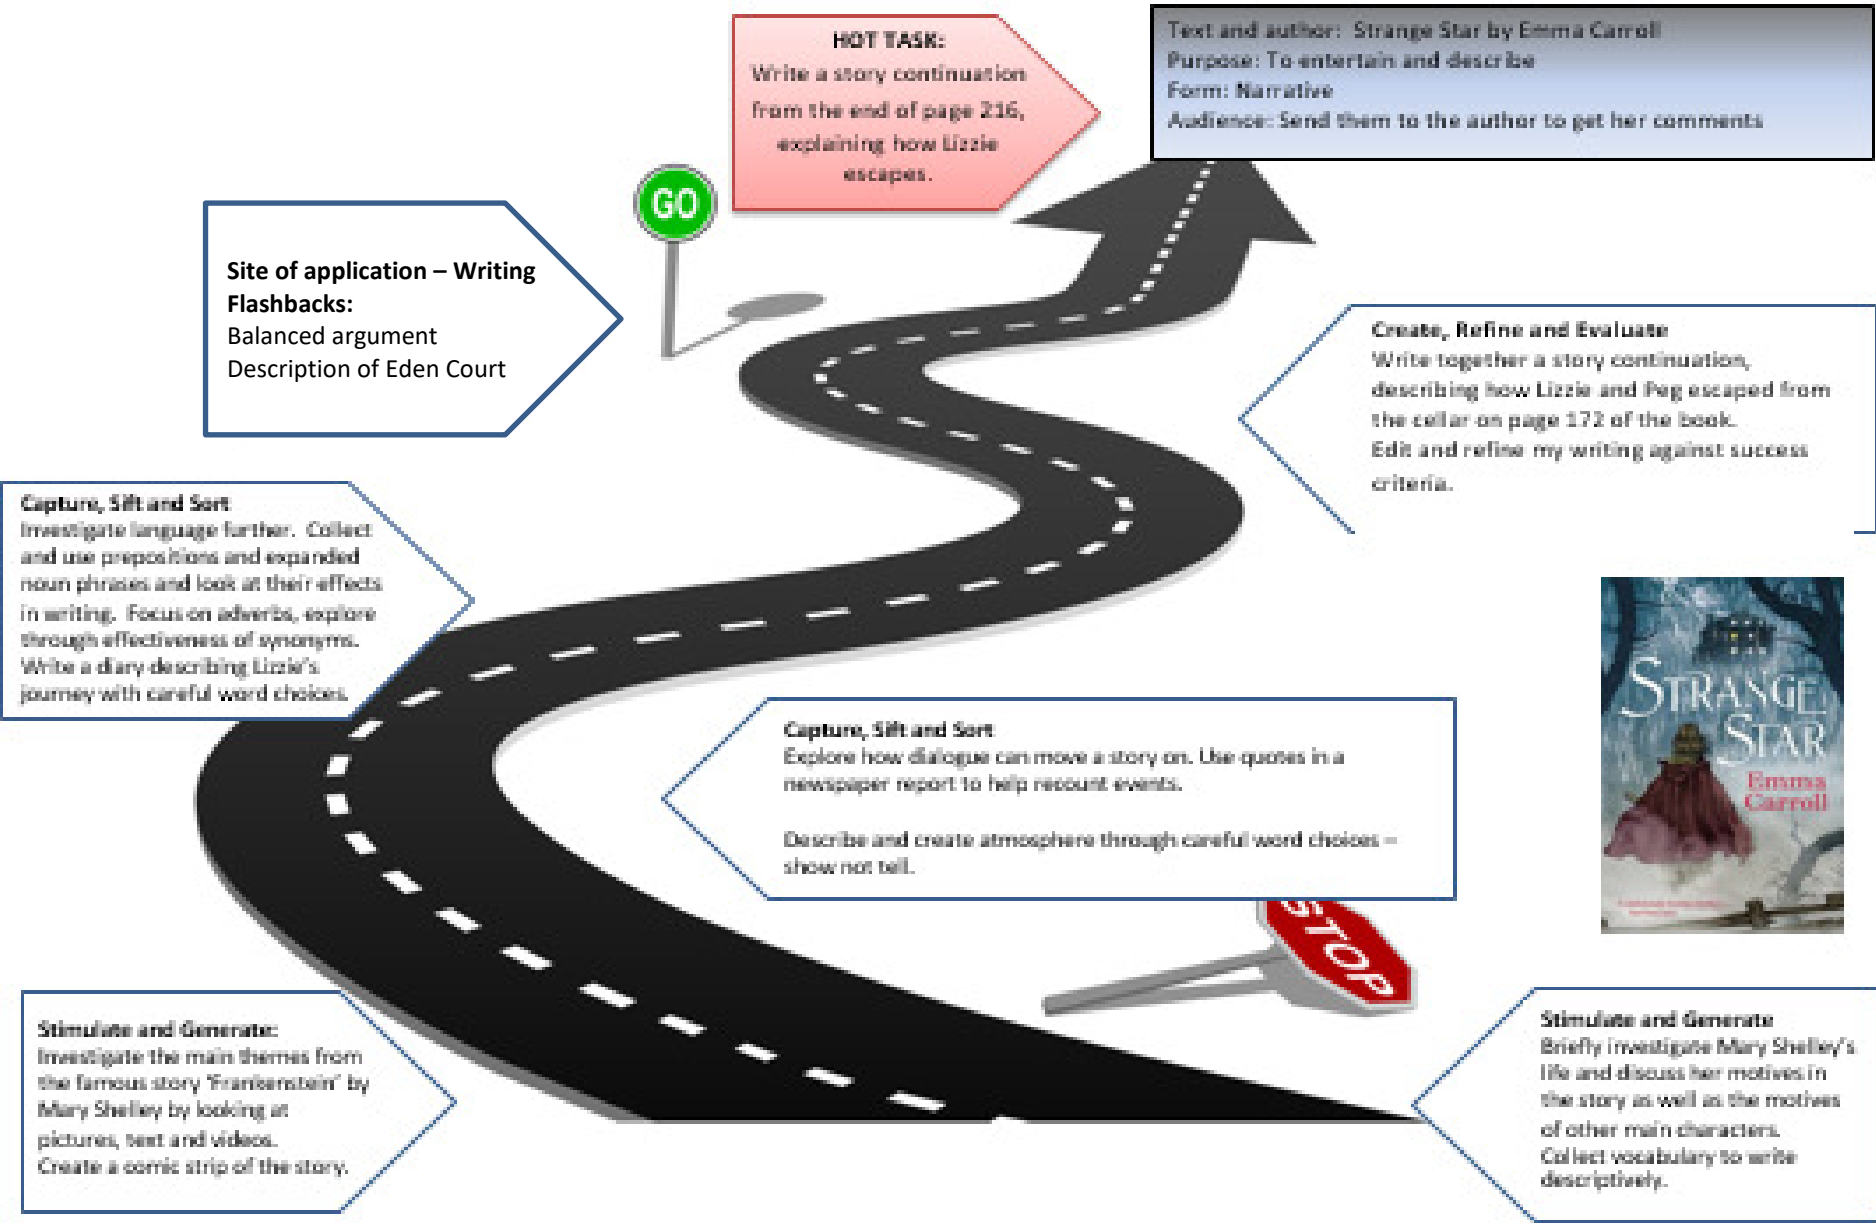 HOT TASK:
Write a story continuation
from the end of page 216,
explaining how Lizzie
escapes.
Text and author:  Strange Star by Emma Carroll
Purpose: To entertain and describe
Form: Narrative
Audience: Send them to the author to get her comments
GO
Site of application – Writing
Flashbacks:
Balanced argument
Description of Eden Court
Create, Refine and Evaluate
Write together a story continuation,
describing how Lizzie and Peg escaped from
the cellar on page 172 of the book.
Edit and refine my writing against success
criteria.
Capture, Sift and Sort
Investigate language further.  Collect
and use prepositions and expanded
noun phrases and look at their effects
in writing.  Focus on adverbs, explore
through effectiveness of synonyms.
Write a diary describing Lizzie's
journey with careful word choices.
Capture, Sift and Sort
Explore how dialogue can move a story on. Use quotes in a
newspaper report to help recount events.
Describe and create atmosphere through careful word choices –
show not tell.
STRANGE
STAR
Emma
Carroll
STOP
Stimulate and Generate:
Investigate the main themes from
the famous story 'Frankenstein' by
Mary Shelley by looking at
pictures, text and videos.
Create a comic strip of the story.
Stimulate and Generate
Briefly investigate Mary Shelley's
life and discuss her motives in
the story as well as the motives
of other main characters.
Collect vocabulary to write
descriptively.